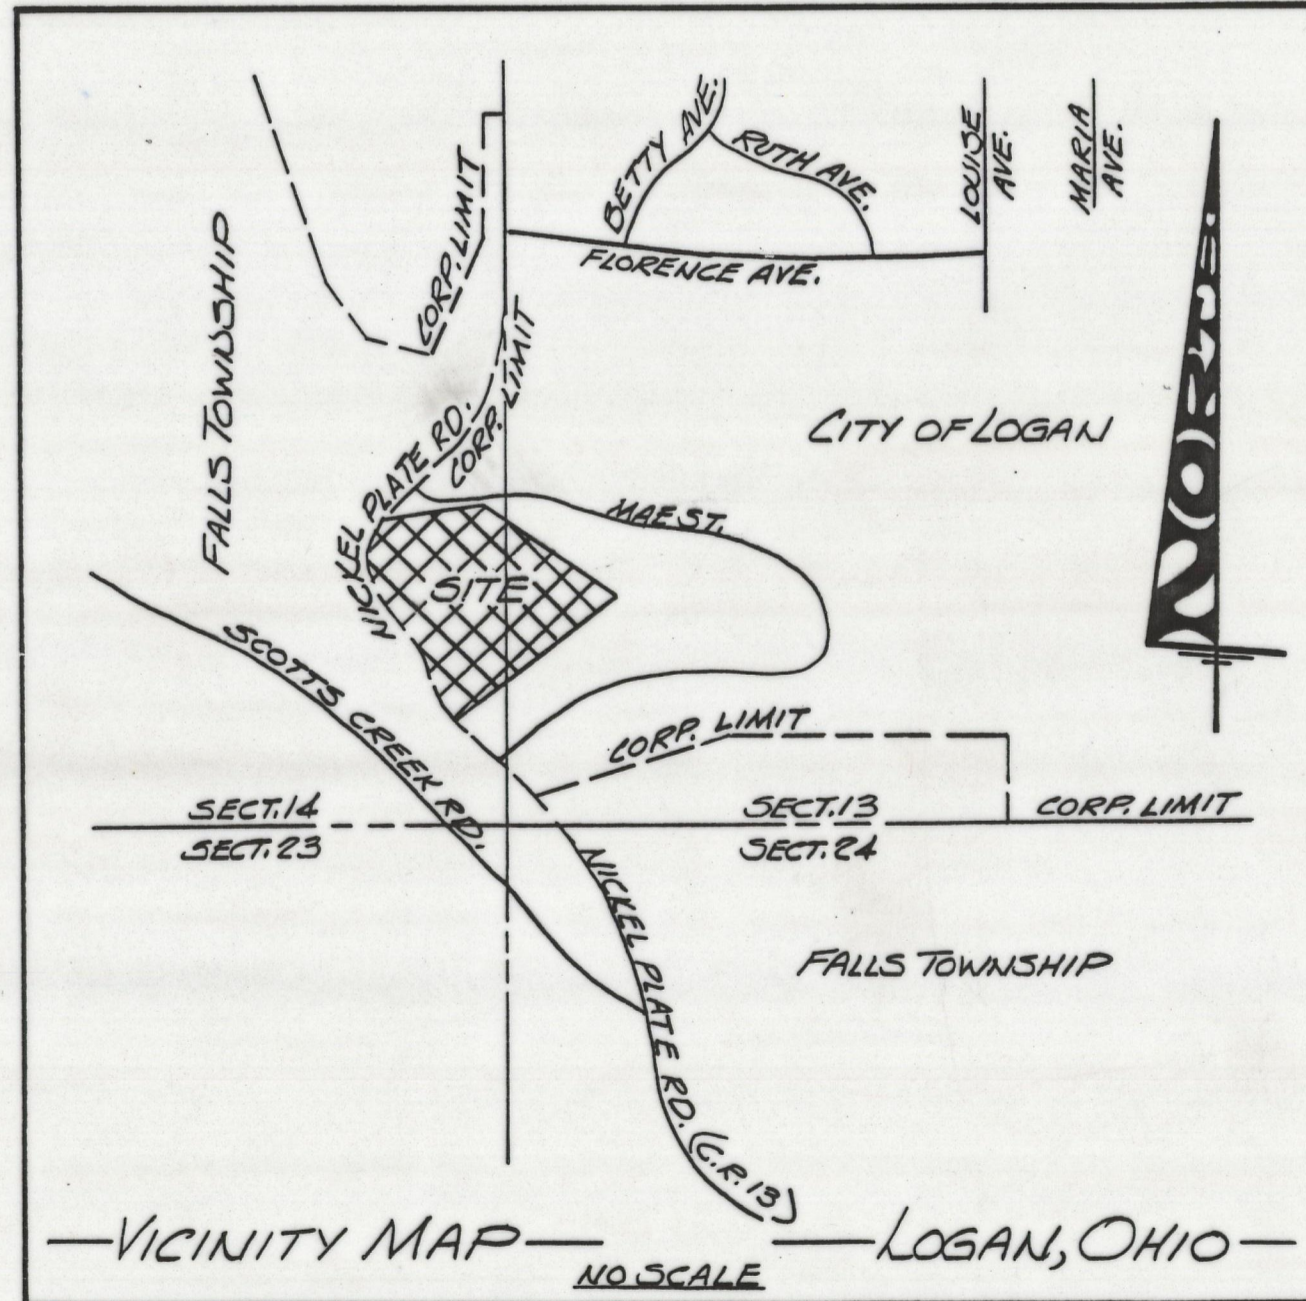 BETTY AVE.
RUTH AVE.
LOUISE
AVE.
MARIA
AVE.
CORP. LIMIT
FALLS TOWNSHIP
FLORENCE AVE.
NORTH
CORP. LIMIT
NICKEL PLATE RD.
CITY OF LOGAN
MAE ST.
SITE
SCOTTS CREEK RD.
CORP. LIMIT
SECT. 14
SECT. 13
CORP. LIMIT
SECT. 23
SECT. 24
NICKEL PLATE RD. (C.R. 13)
FALLS TOWNSHIP
VICINITY MAP
LOGAN, OHIO
NO SCALE